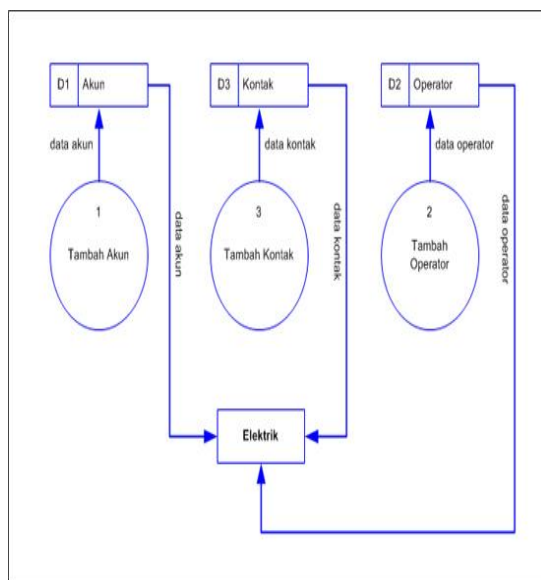 D1 Akun
D3 Kontak
D2 Operator
data akun
data kontak
data operator
1
Tambah Akun
data akun
3
Tambah Kontak
data kontak
2
Tambah
Operator
data operator
Elektrik